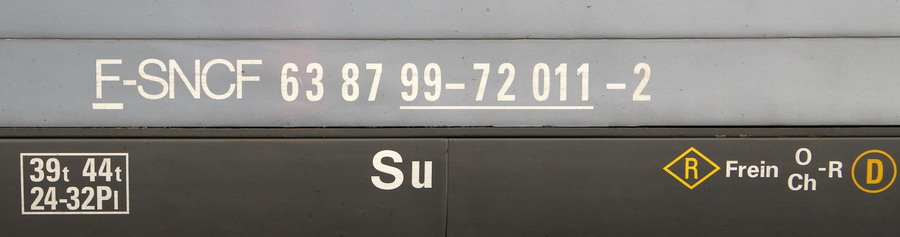 F-SNCF 63 87 99-72 011-2
39t 44t
24-32Pl
Su
R Frein O
Ch -R D